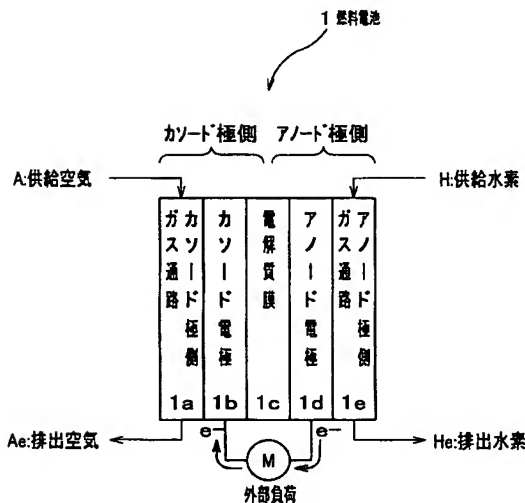 1 燃料電池
カソード極側 アノード極側
A:供給空気 H:供給水素
カソード極側ガス通路
カソード電極
電解質膜
アノード電極
アノード極側ガス通路
1a 1b 1c 1d 1e
Ae:排出空気 e- M e- He:排出水素
外部負荷